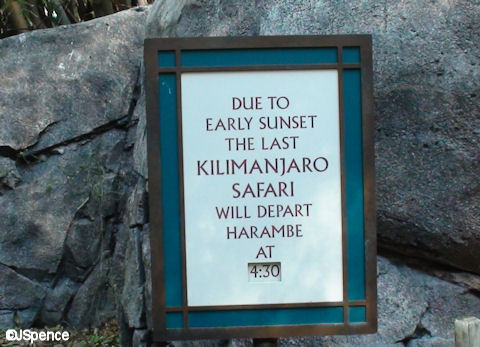 DUE TO
EARLY SUNSET
THE LAST
KILIMANJARO
SAFARI
WILL DEPART
HARAMBE
AT
4:30
©JSpence